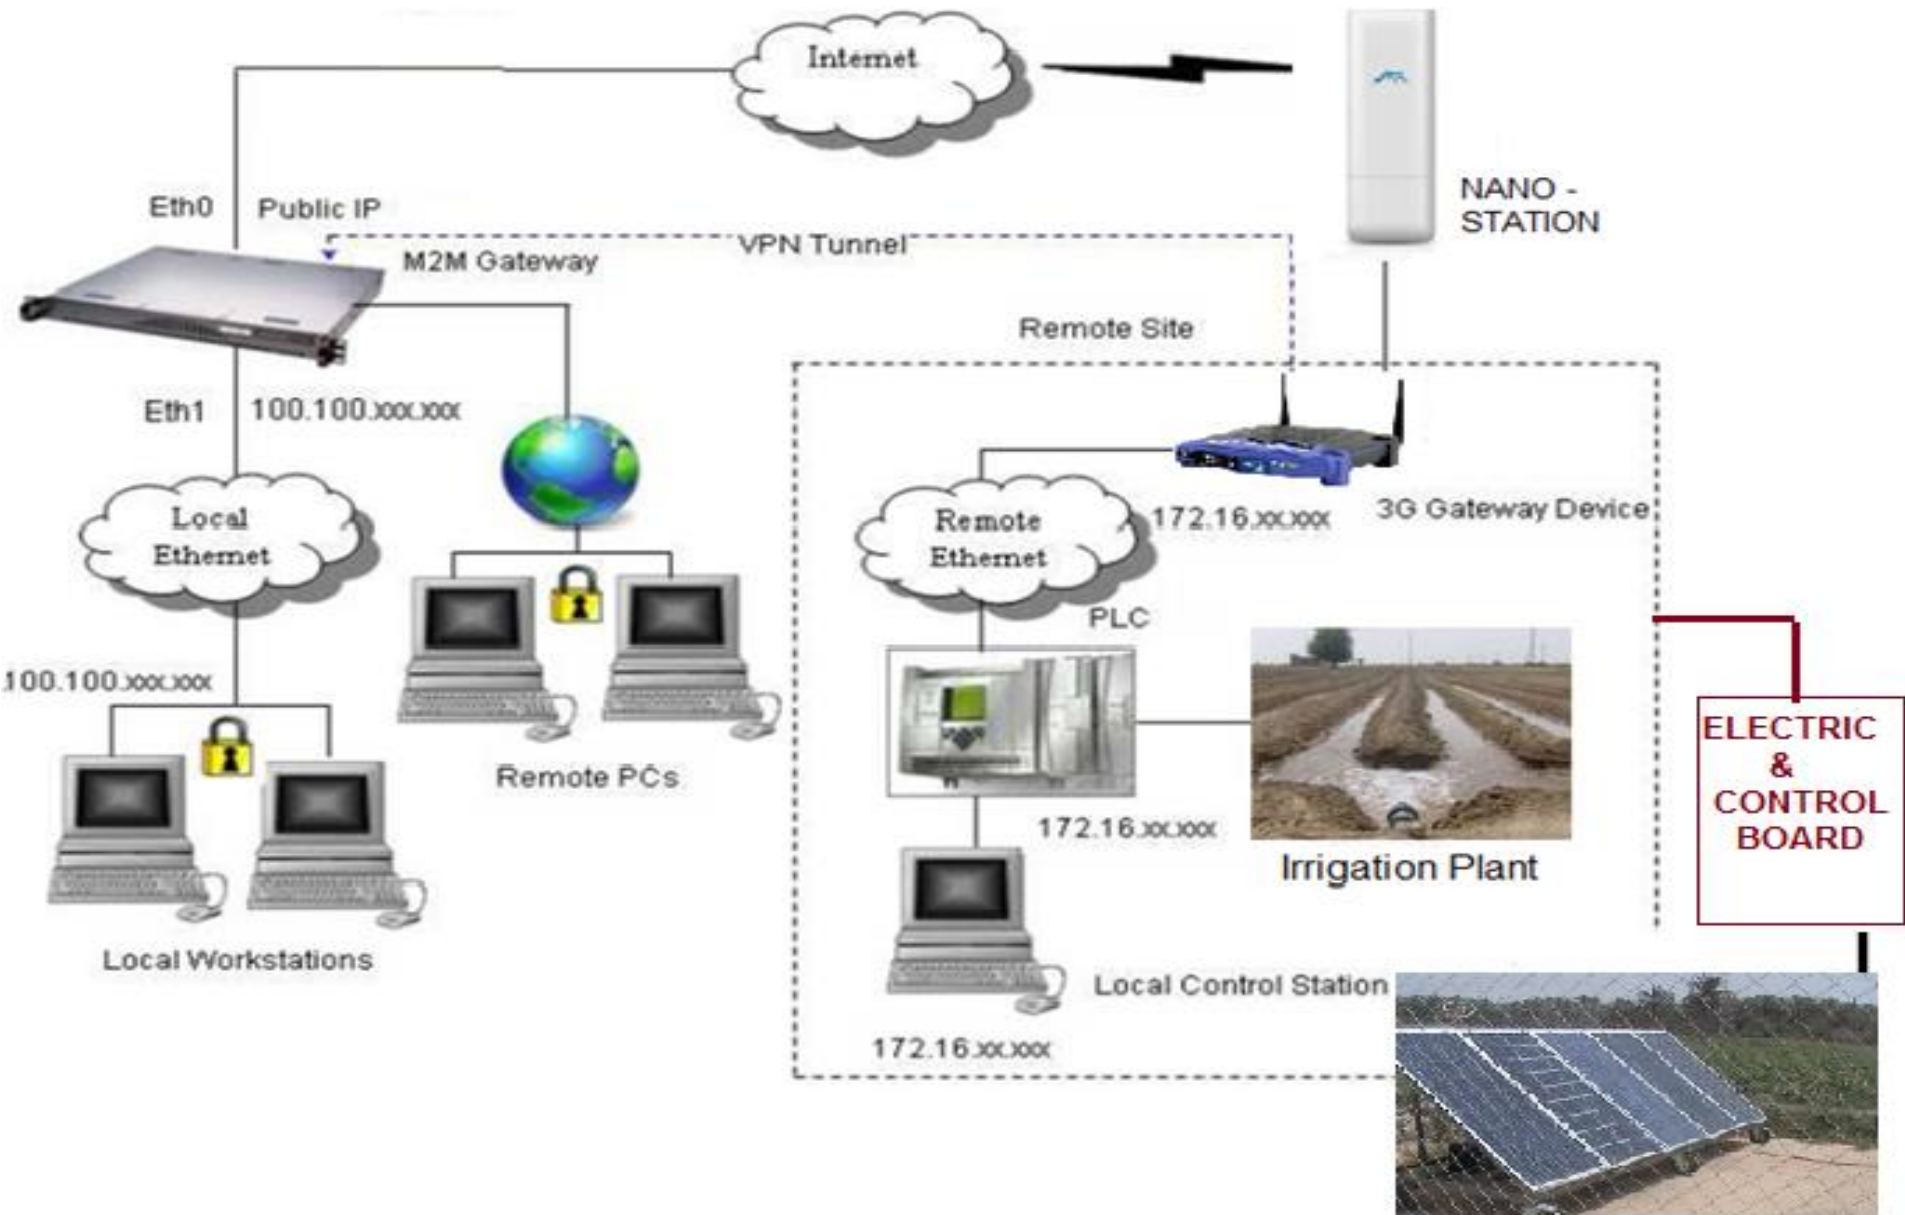 Internet
NANO -
STATION
Eth0
Public IP
VPN Tunnel
M2M Gateway
Remote Site
Eth1
100.100.xxx.xxx
Local
Ethernet
Remote
Ethernet
172.16.xx.xxx
3G Gateway Device
PLC
100.100.xxx.xxx
Remote PCs
ELECTRIC
&
CONTROL
BOARD
172.16.xx.xxx
Irrigation Plant
Local Workstations
Local Control Station
172.16.xx.xxx